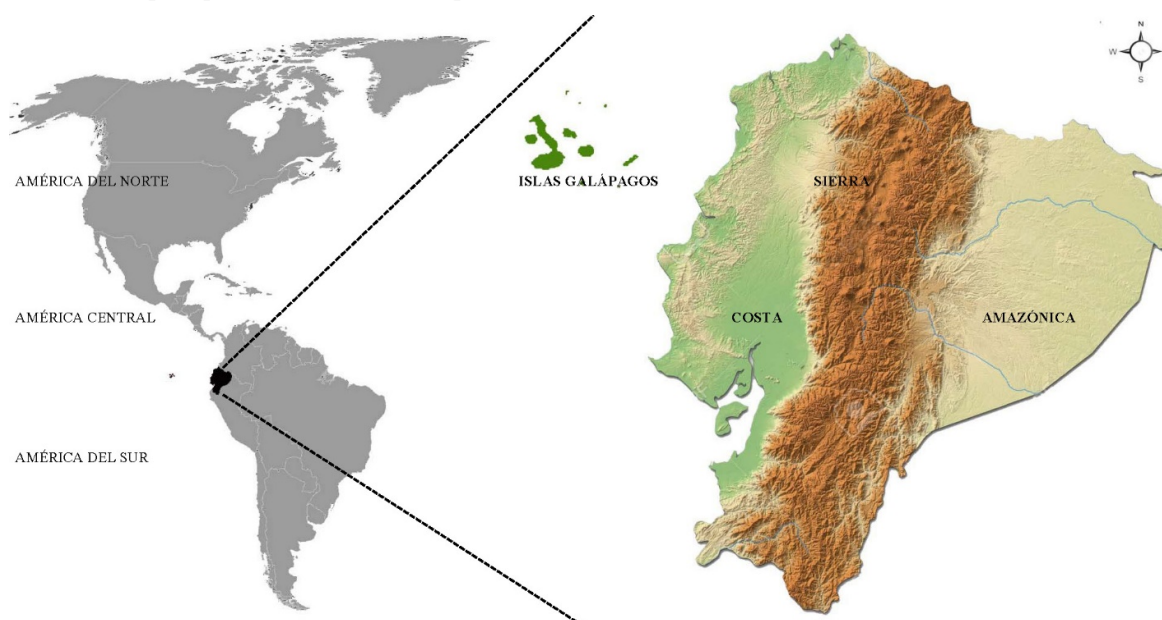 AMÉRICA DEL NORTE
AMÉRICA CENTRAL
AMÉRICA DEL SUR
ISLAS GALÁPAGOS
SIERRA
COSTA
AMAZÓNICA
N
W
E
S